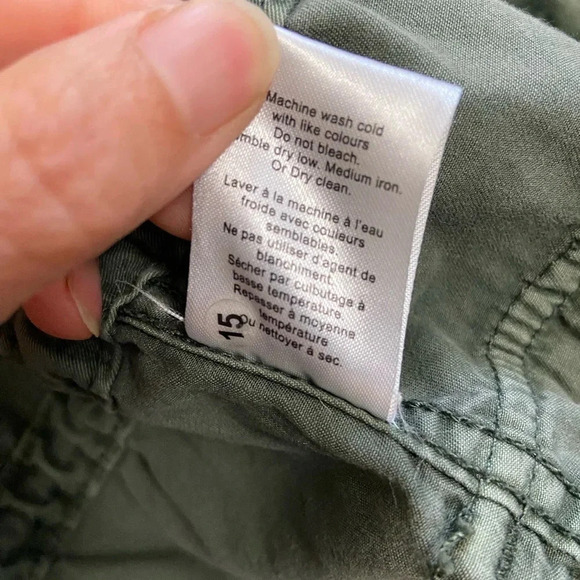 Machine wash cold
with like colours
Do not bleach.
dry low. Medium iron.
Or Dry clean.
Laver à la machine à l'eau
froide avec couleurs
semblables.
Ne pas utiliser d'agent de
blanchiment.
Sécher par culbutage à
basse température.
Repasser à moyenne
température
ou nettoyer à sec.
15